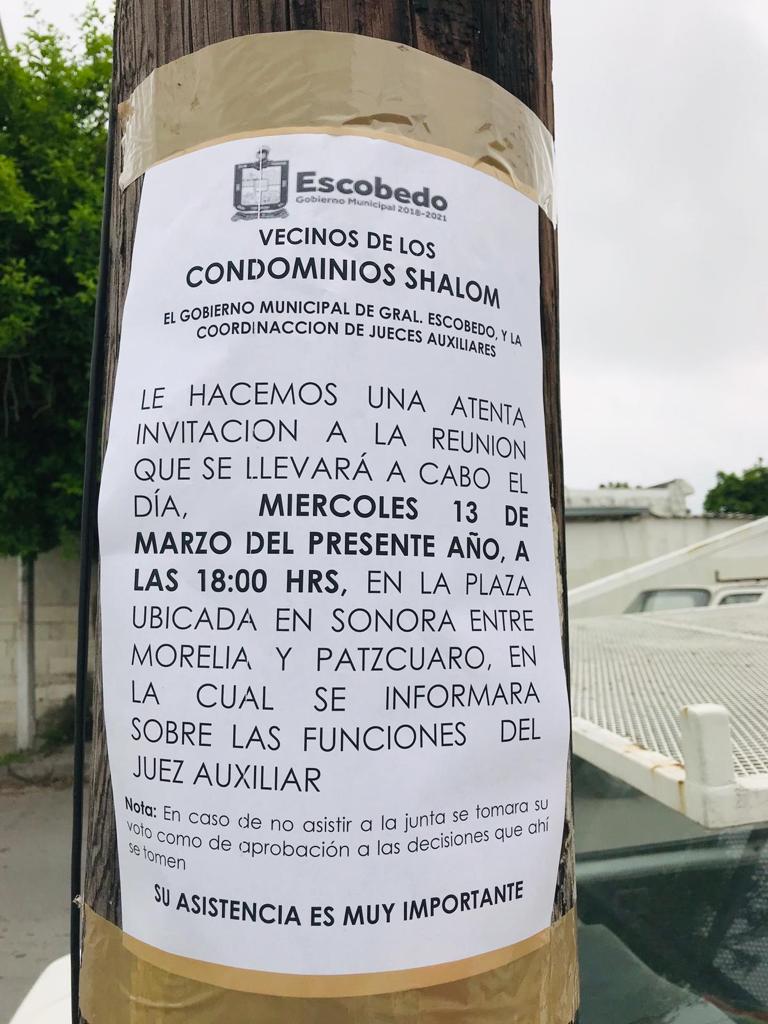 Escobedo
Gobierno Municipal 2018-2021
VECINOS DE LOS
CONDOMINIOS SHALOM
EL GOBIERNO MUNICIPAL DE GRAL. ESCOBEDO, Y LA
COORDINACCION DE JUECES AUXILIARES
LE HACEMOS UNA ATENTA
INVITACION A LA REUNION
QUE SE LLEVARÁ A CABO EL
DÍA, MIERCOLES 13 DE
MARZO DEL PRESENTE AÑO, A
LAS 18:00 HRS, EN LA PLAZA
UBICADA EN SONORA ENTRE
MORELIA Y PATZCUARO, EN
LA CUAL SE INFORMARA
SOBRE LAS FUNCIONES DEL
JUEZ AUXILIAR
Nota: En caso de no asistir a la junta se tomara su
voto como de aprobación a las decisiones que ahí
se tomen
SU ASISTENCIA ES MUY IMPORTANTE